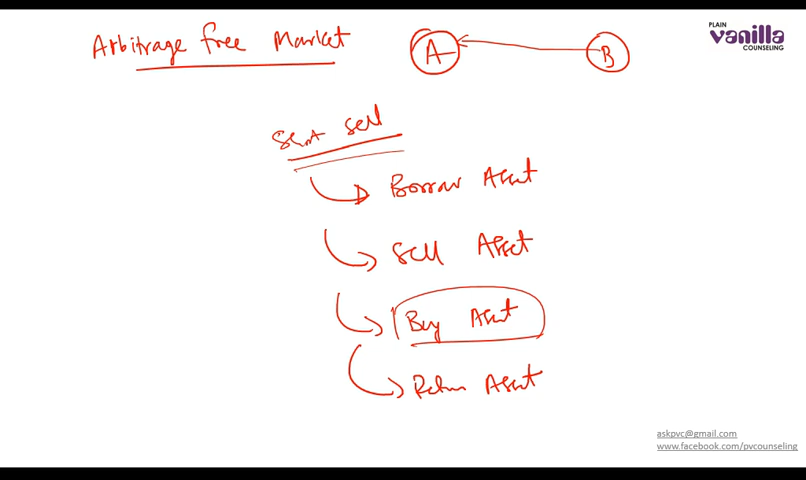 Arbitrage free Market
A
B
PLAIN
vanilla
COUNSELING
Short Sell
Borrow Asset
Sell Asset
Buy Asset
Return Asset
askpvc@gmail.com
www.facebook.com/pvcounseling